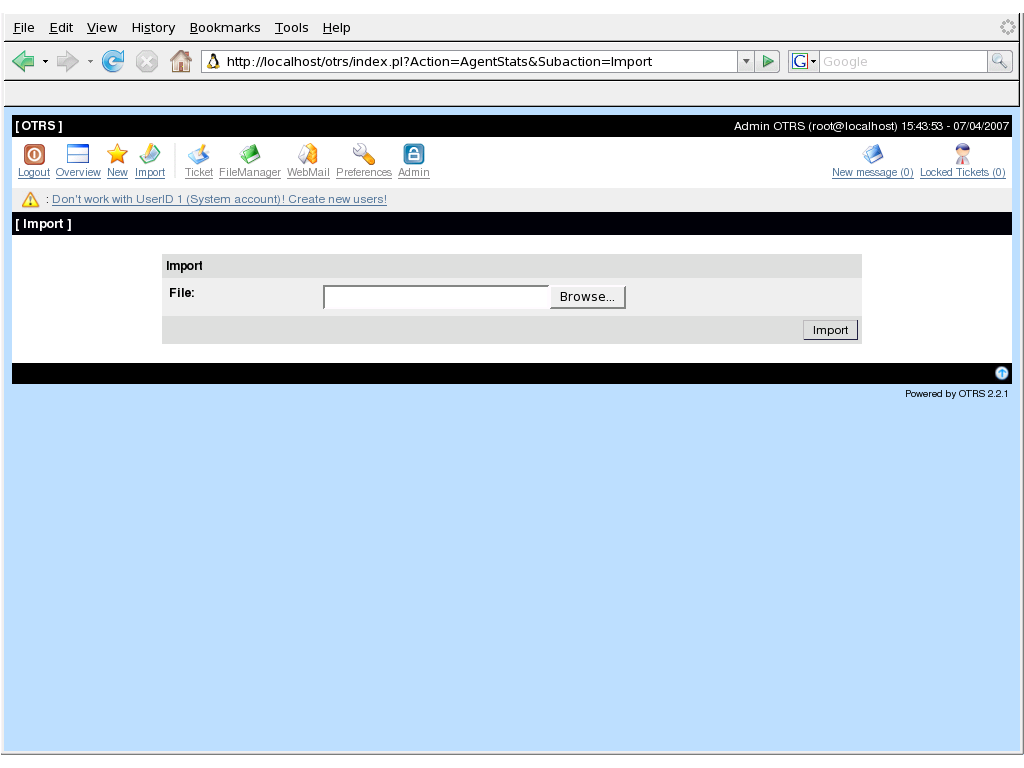 File Edit View History Bookmarks Tools Help
http://localhost/otrs/index.pl?Action=AgentStats&Subaction=Import
G Google
[ OTRS ] Admin OTRS (root@localhost) 15:43:53 - 07/04/2007
Logout Overview New Import Ticket FileManager WebMail Preferences Admin New message (0) Locked Tickets (0)
: Don't work with UserID 1 (System account)! Create new users!
[ Import ]
Import
File: Browse...
Import
Powered by OTRS 2.2.1